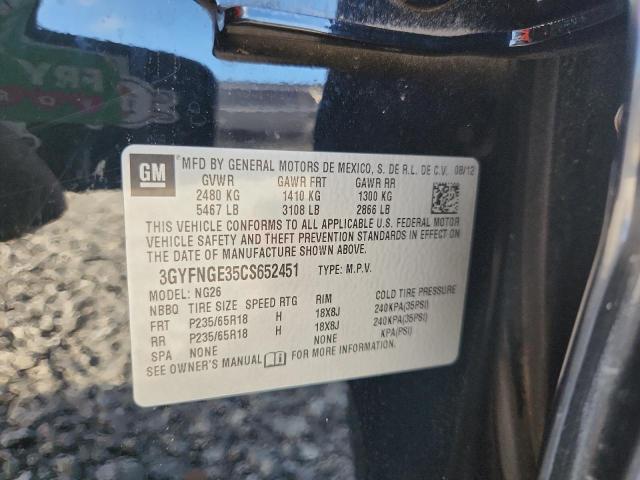 FRY
GM
MFD BY GENERAL MOTORS DE MEXICO, S. DE R.L. DE C.V. 08/12
GVWR GAWR FRT GAWR RR
2480 KG 1410 KG 1300 KG
5467 LB 3108 LB 2866 LB
THIS VEHICLE CONFORMS TO ALL APPLICABLE U.S. FEDERAL MOTOR
VEHICLE SAFETY AND THEFT PREVENTION STANDARDS IN EFFECT ON
THE DATE OF MANUFACTURE SHOWN ABOVE.
3GYFNGE35CS652451 TYPE: M.P.V.
MODEL: NG26
NBBQ TIRE SIZE SPEED RTG RIM COLD TIRE PRESSURE
FRT P235/65R18 H 18X8J 240KPA(35PSI)
RR P235/65R18 H 18X8J 240KPA(35PSI)
SPA NONE NONE KPA(PSI)
SEE OWNER'S MANUAL FOR MORE INFORMATION.